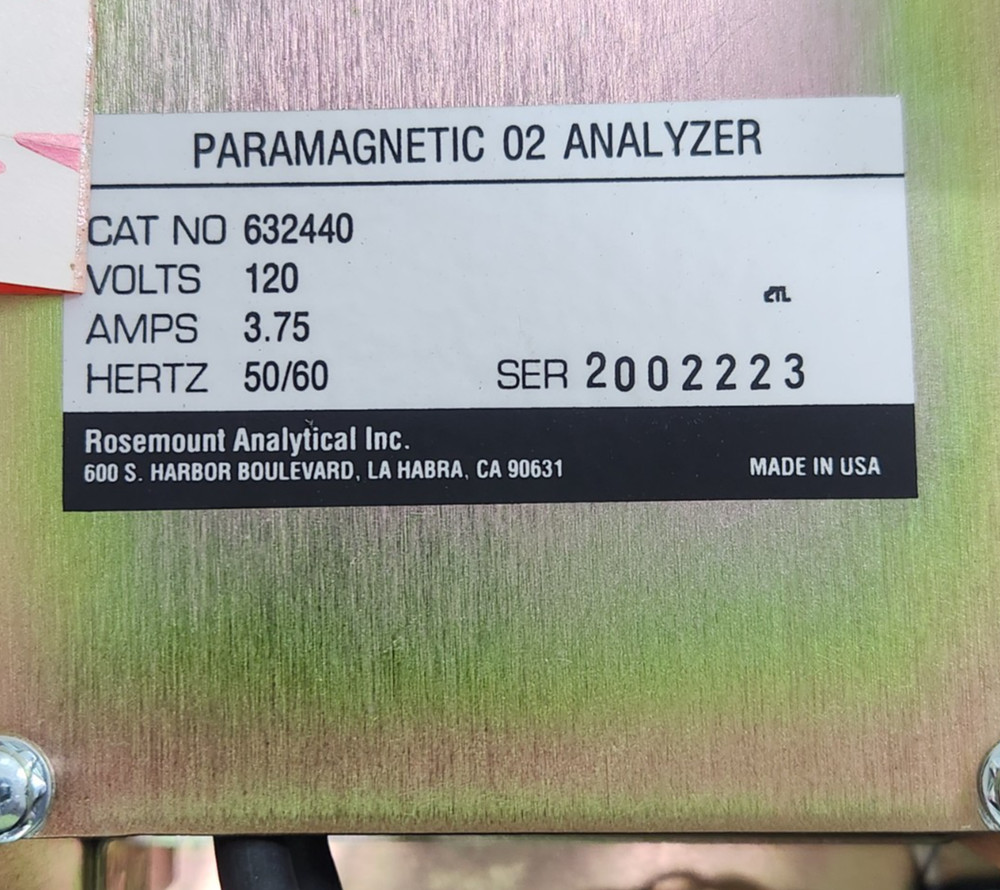 PARAMAGNETIC 02 ANALYZER
CAT NO 632440
VOLTS 120
AMPS 3.75
HERTZ 50/60
SER 2002223
Rosemount Analytical Inc.
600 S. HARBOR BOULEVARD, LA HABRA, CA 90631
MADE IN USA